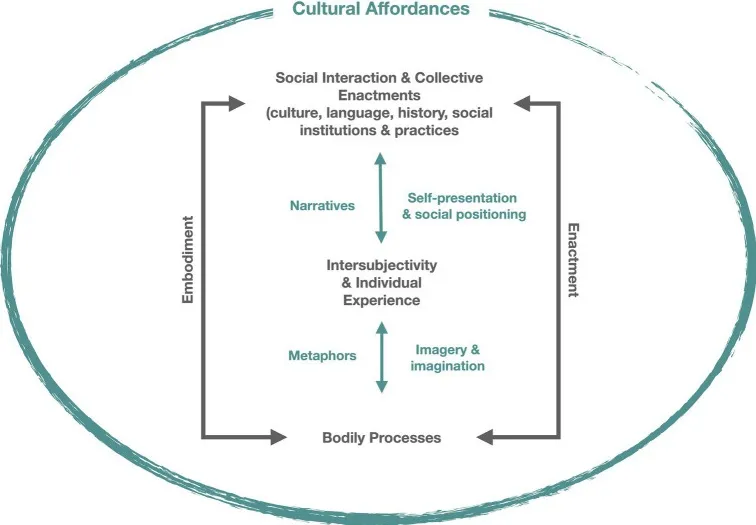 Cultural Affordances
Social Interaction & Collective
Enactments
(culture, language, history, social
institutions & practices
Narratives
Self-presentation
& social positioning
Embodiment
Enactment
Intersubjectivity
& Individual
Experience
Metaphors
Imagery &
imagination
Bodily Processes